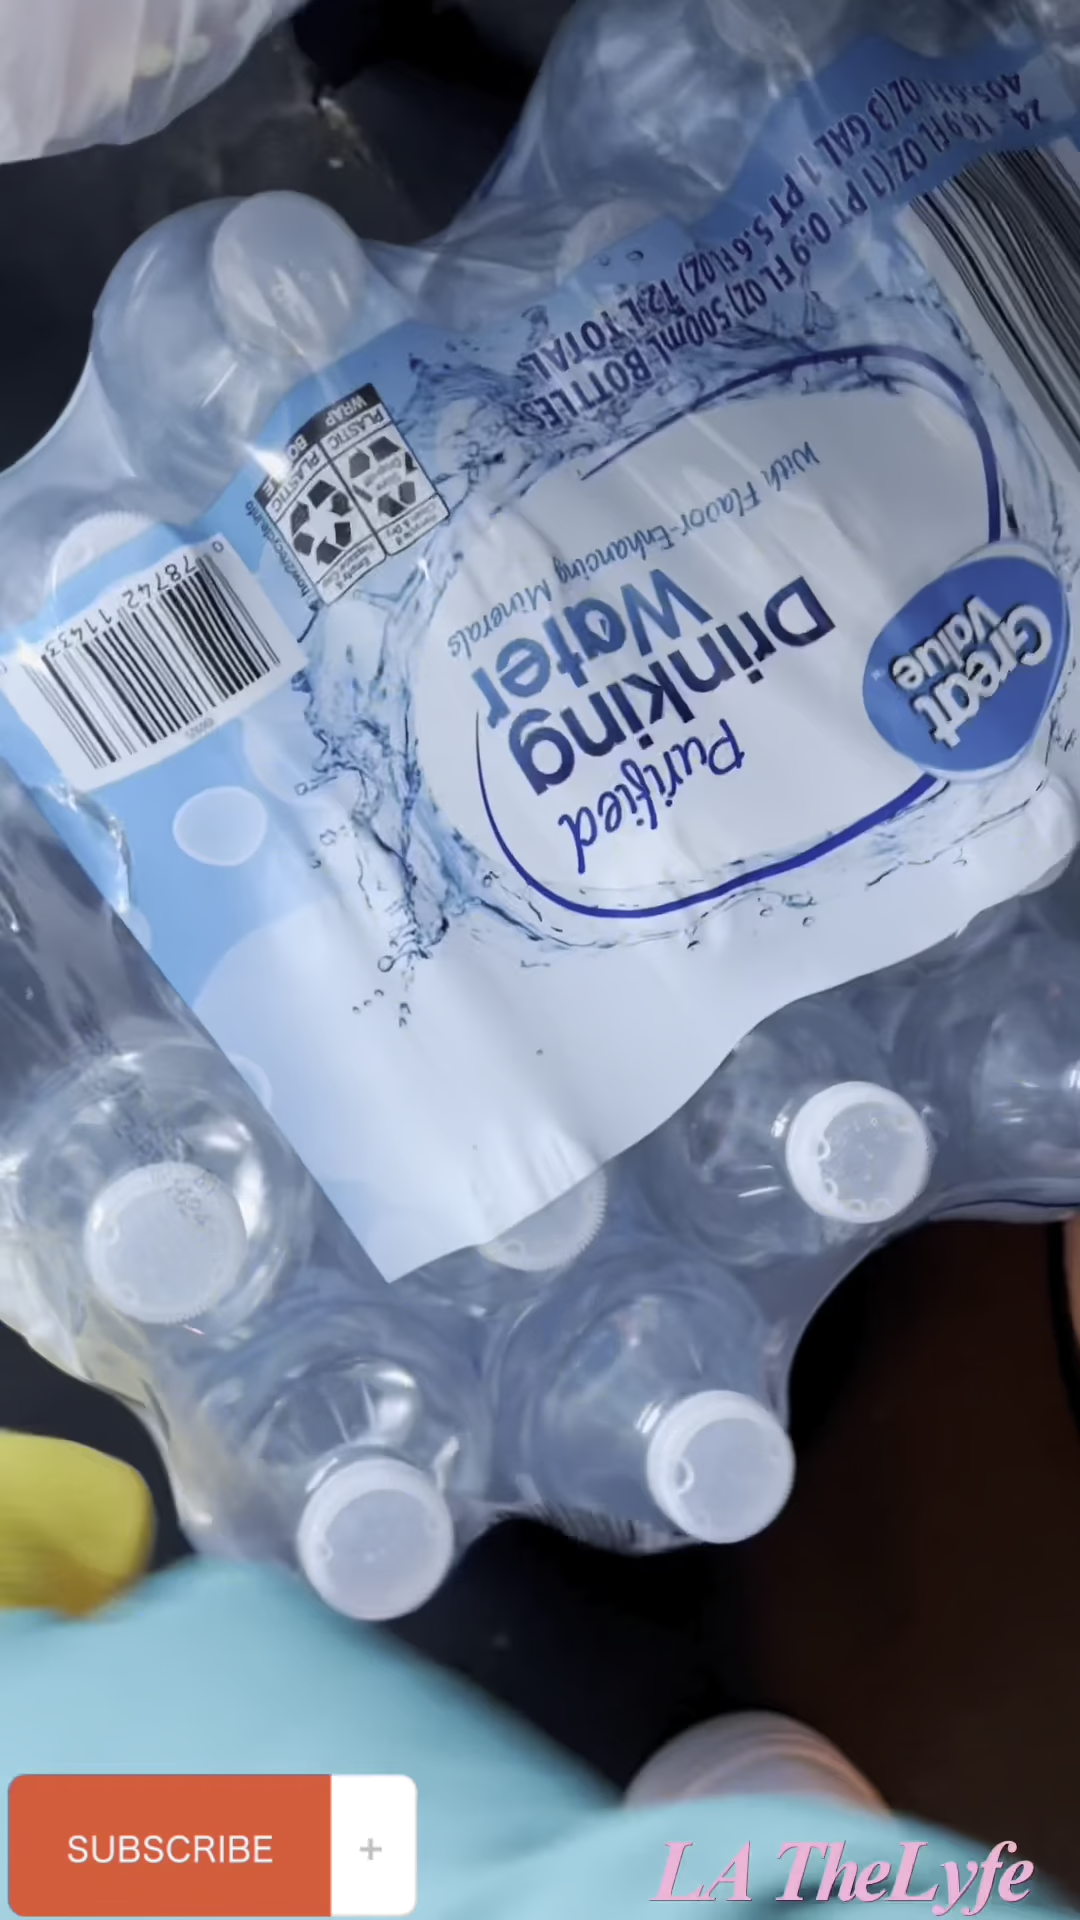 Great
Value
Purified
Drinking
Water
With Flavor-Enhancing Minerals
24 - 16.9 FL OZ (1 PT 0.9 FL OZ) 500mL BOTTLES
405.6 FL OZ (3 GAL 1 PT 5.6 FL OZ) 12 L TOTAL
PLASTIC
WRAP
PLASTIC
how2recycle.info
78742 11433
SUBSCRIBE +
LA TheLyfe